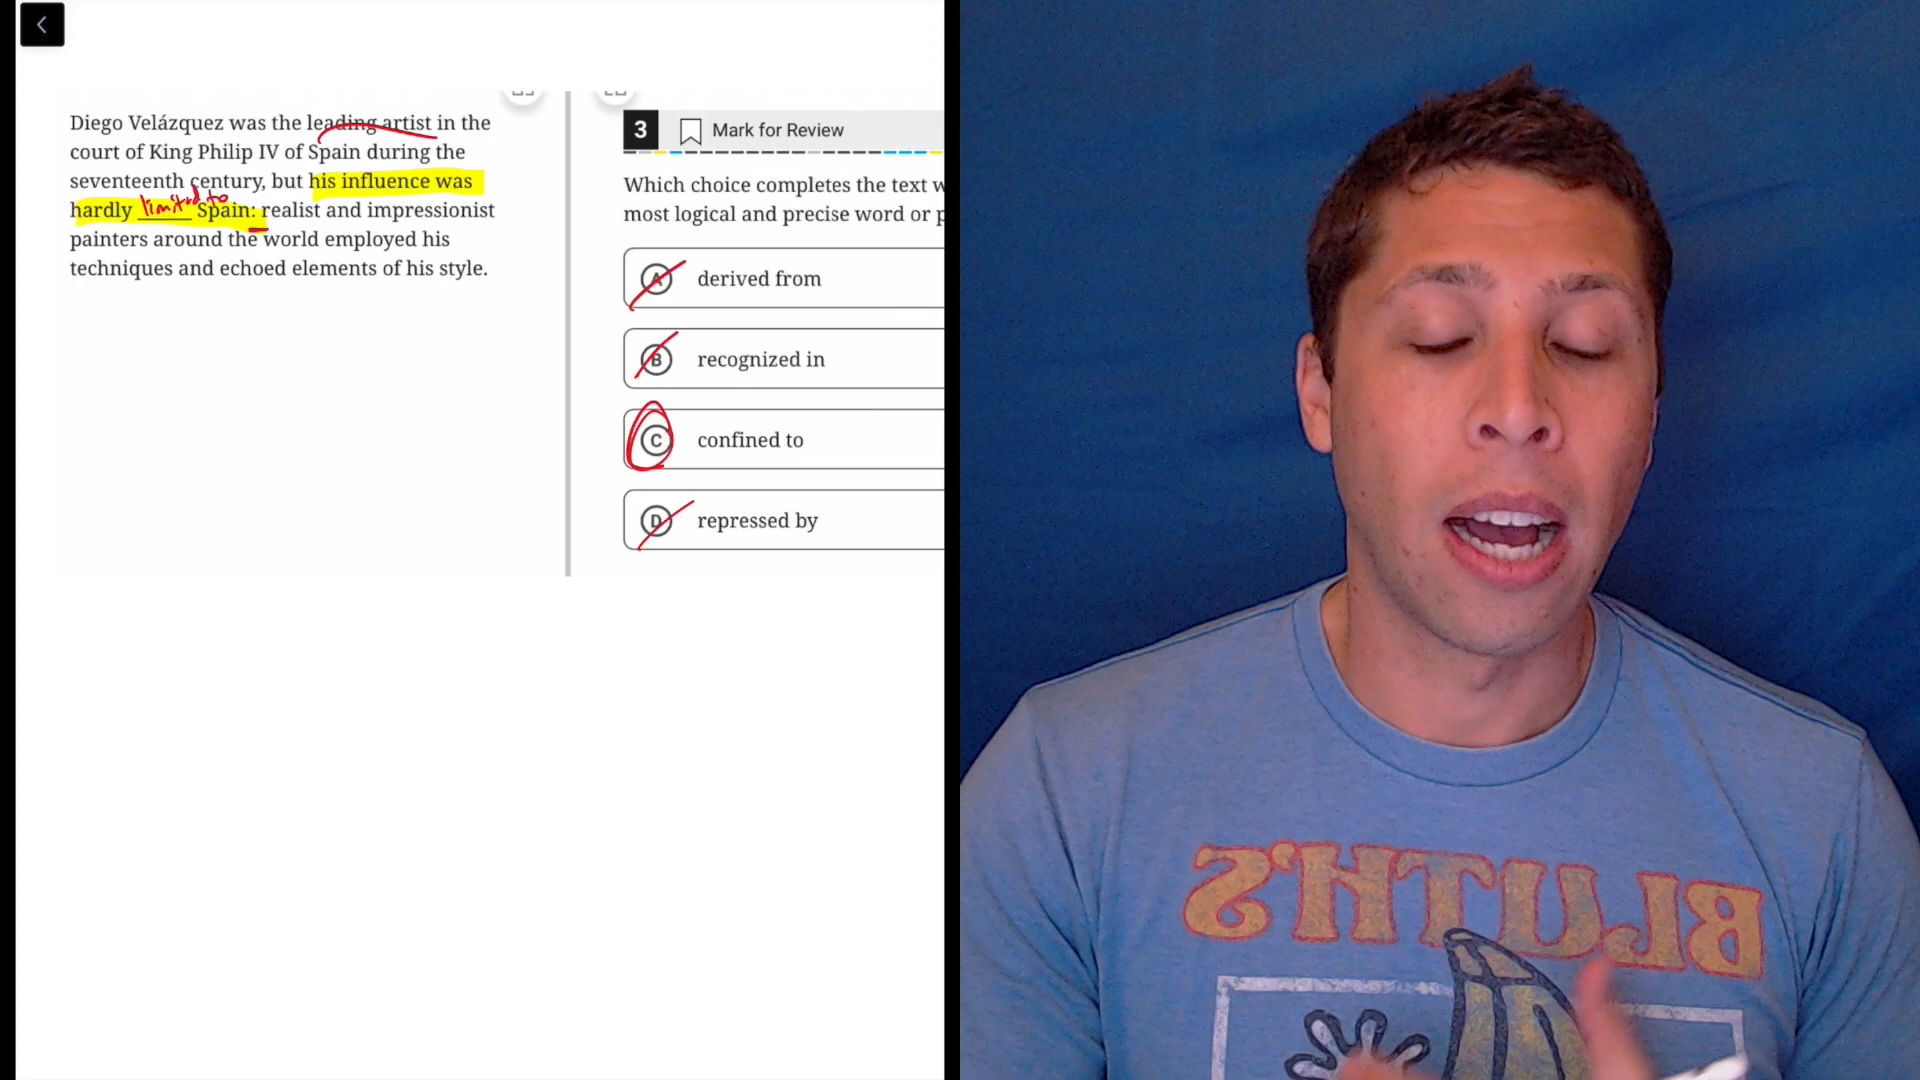 Diego Velázquez was the leading artist in the
court of King Philip IV of Spain during the
seventeenth century, but his influence was
limited to
hardly ______ Spain: realist and impressionist
painters around the world employed his
techniques and echoed elements of his style.
3 Mark for Review
Which choice completes the text w
most logical and precise word or p
A derived from
B recognized in
C confined to
D repressed by
BLUTH'S